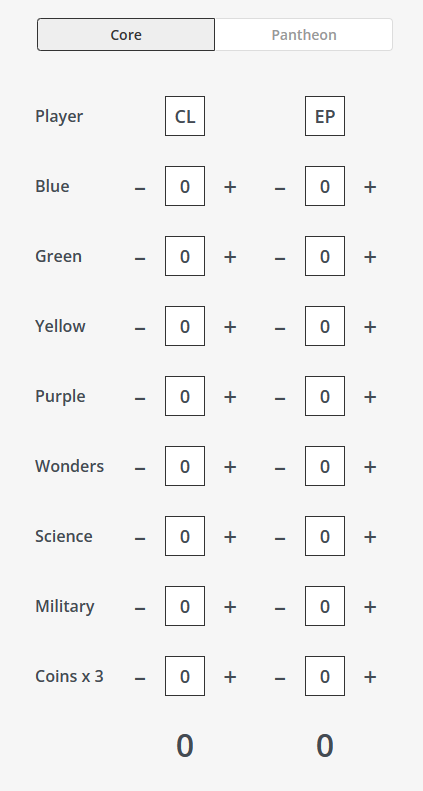 Core Pantheon
Player CL EP
Blue – 0 + – 0 +
Green – 0 + – 0 +
Yellow – 0 + – 0 +
Purple – 0 + – 0 +
Wonders – 0 + – 0 +
Science – 0 + – 0 +
Military – 0 + – 0 +
Coins x 3 – 0 + – 0 +
0 0